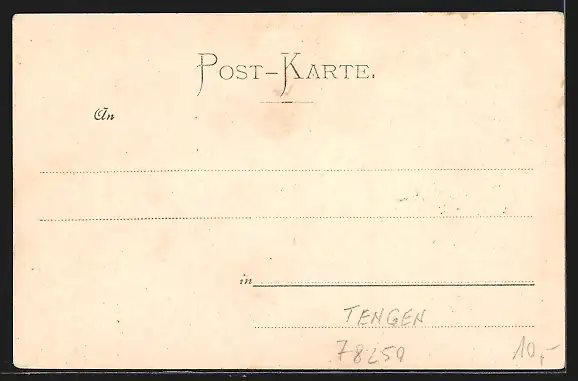 POST-KARTE.
An
in
TENGEN
78250
10,-